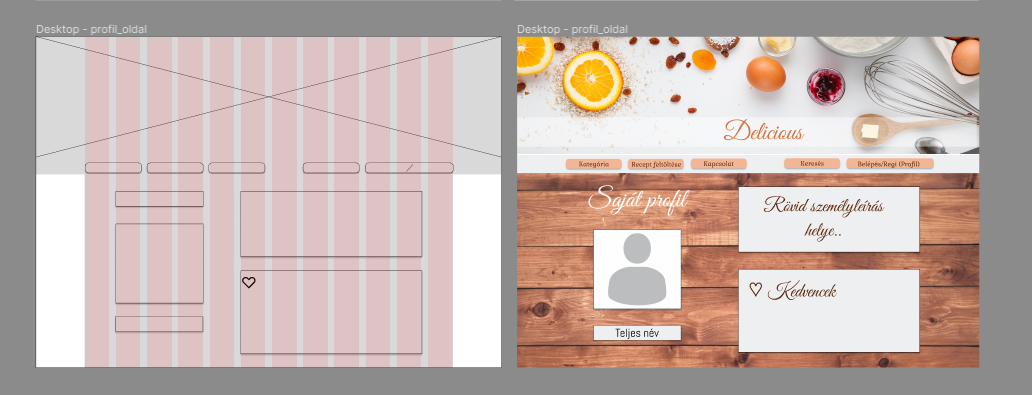 Desktop - profil_oldal
Desktop - profil_oldal
Delicious
Kategória
Recept feltöltése
Kapcsolat
Keresés
Belépés/Regi (Profil)
Saját profil
Rövid személyleírás
helye..
Kedvencek
Teljes név